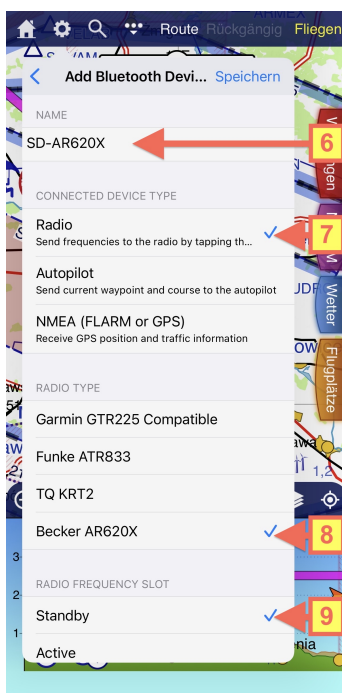 Route Rückgängig Fliegen
Add Bluetooth Devi... Speichern
NAME
SD-AR620X
6
CONNECTED DEVICE TYPE
Radio
Send frequencies to the radio by tapping th...
7
Autopilot
Send current waypoint and course to the autopilot
NMEA (FLARM or GPS)
Receive GPS position and traffic information
Wetter
Flugplätze
RADIO TYPE
Garmin GTR225 Compatible
Funke ATR833
TQ KRT2
Becker AR620X
8
RADIO FREQUENCY SLOT
3
2
Standby
9
1
Active